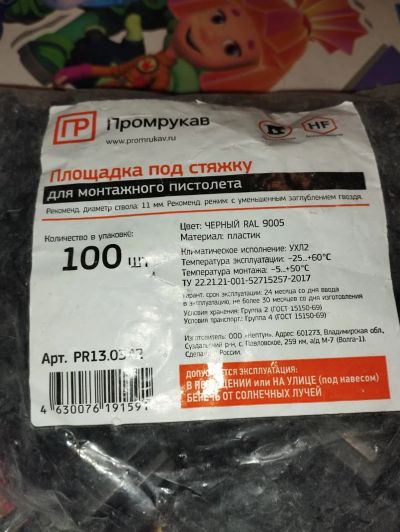 ПР Промрукав
www.promrukav.ru
HF
Площадка под стяжку
для монтажного пистолета
Рекоменд. диаметр ствола: 11 мм. Рекоменд. режим: с уменьшенным заглублением гвоздя.
Количество в упаковке:
100 шт
Цвет: ЧЕРНЫЙ RAL 9005
Материал: пластик
Климатическое исполнение: УХЛ2
Температура эксплуатации: −25..+60°С
Температура монтажа: −5..+50°С
ТУ 22.21.21-001-52715257-2017
Гарант. срок эксплуатации: 24 месяца со дня ввода
в эксплуатацию, не более 30 месяцев со дня изготовления
Условия хранения: Группа 2 (ГОСТ 15150-69)
Условия транспорт.: Группа 4 (ГОСТ 15150-69)
Изготовитель: ООО «Нептун». Адрес: 601273, Владимирская обл.,
Суздальский р-н, с. Павловское, 259 км, а/д М-7 (Волга-1).
Сделано в России.
Арт. PR13.03
4 630076 191591
ДОПУСКАЕТСЯ ЭКСПЛУАТАЦИЯ:
В ПОМЕЩЕНИИ или НА УЛИЦЕ (под навесом)
БЕРЕЧЬ ОТ СОЛНЕЧНЫХ ЛУЧЕЙ